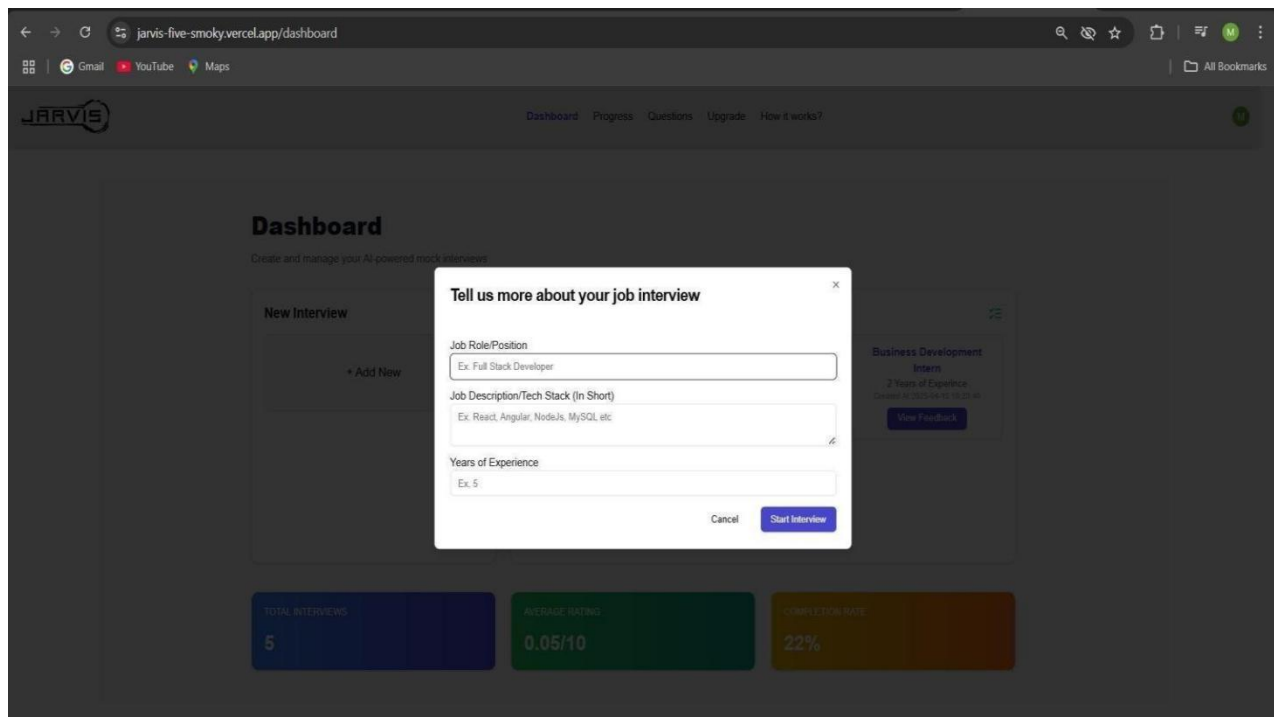 jarvis-five-smoky.vercel.app/dashboard
M
Gmail YouTube Maps
All Bookmarks
JARVIS
Dashboard Progress Questions Upgrade How it works?
M
Dashboard
Create and manage your AI-powered mock interviews
New Interview
+ Add New
Business Development
Intern
2 Years of Experince
Created At
View Feedback
Tell us more about your job interview
Job Role/Position
Ex. Full Stack Developer
Job Description/Tech Stack (In Short)
Ex. React, Angular, NodeJs, MySQL etc
Years of Experience
Ex. 5
Cancel Start Interview
TOTAL INTERVIEWS
5
AVERAGE RATING
0.05/10
COMPLETION RATE
22%